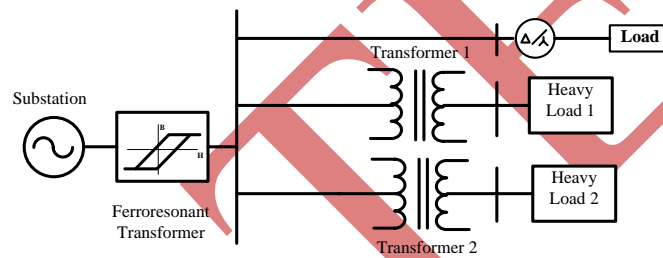 Load
Transformer 1
Substation
Heavy
Load 1
B
H
Heavy
Load 2
Ferroresonant
Transformer
Transformer 2